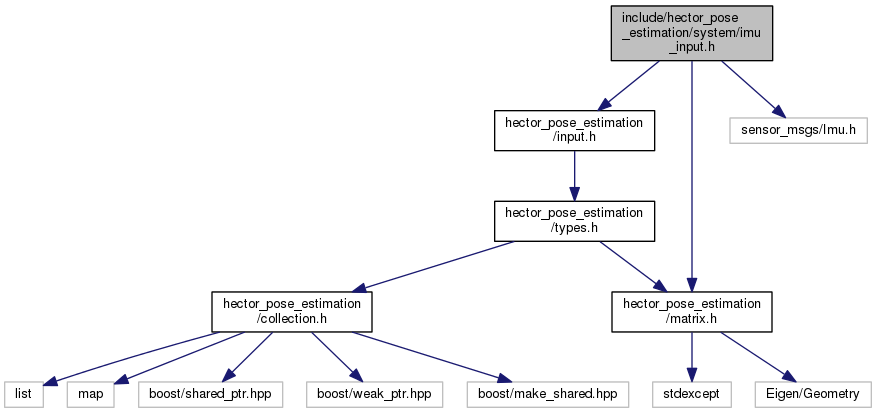 include/hector_pose
_estimation/system/imu
_input.h
hector_pose_estimation
/input.h
sensor_msgs/Imu.h
hector_pose_estimation
/types.h
hector_pose_estimation
/collection.h
hector_pose_estimation
/matrix.h
list
map
boost/shared_ptr.hpp
boost/weak_ptr.hpp
boost/make_shared.hpp
stdexcept
Eigen/Geometry